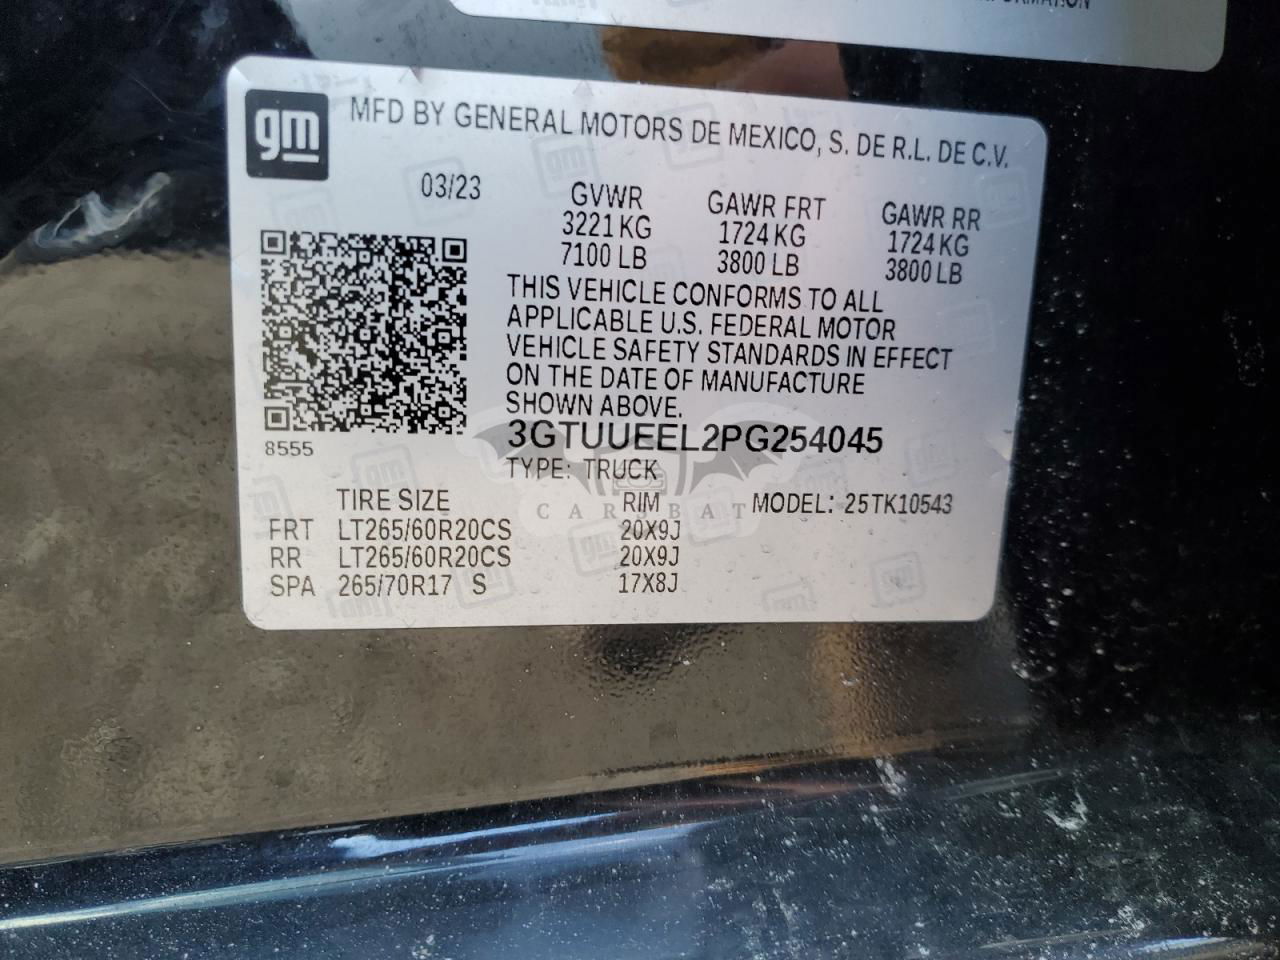 gm
MFD BY GENERAL MOTORS DE MEXICO, S. DE R.L. DE C.V.
03/23 GVWR GAWR FRT GAWR RR
3221 KG 1724 KG 1724 KG
7100 LB 3800 LB 3800 LB
THIS VEHICLE CONFORMS TO ALL
APPLICABLE U.S. FEDERAL MOTOR
VEHICLE SAFETY STANDARDS IN EFFECT
ON THE DATE OF MANUFACTURE
SHOWN ABOVE.
8555
3GTUUEEL2PG254045
TYPE: TRUCK
TIRE SIZE RIM MODEL: 25TK10543
CARSBAT
FRT LT265/60R20CS 20X9J
RR LT265/60R20CS 20X9J
SPA 265/70R17 S 17X8J